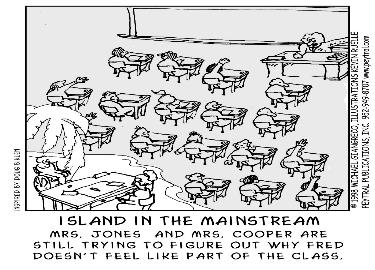 ISLAND IN THE MAINSTREAM
MRS. JONES AND MRS. COOPER ARE
STILL TRYING TO FIGURE OUT WHY FRED
DOESN'T FEEL LIKE PART OF THE CLASS.
© 1998 MICHAEL GIANGRECO, ILLUSTRATIONS KEVIN RUELLE
PEYTRAL PUBLICATIONS, INC. 952-949-8707 www.peytral.com